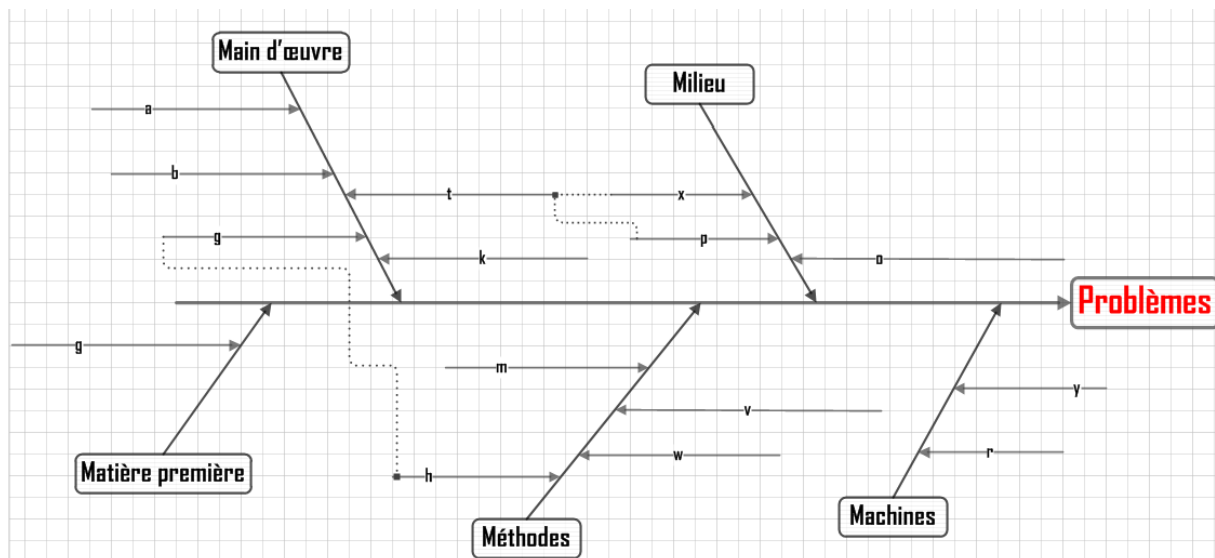 Main d'œuvre
Milieu
a
b
t
x
g
p
k
o
Problèmes
g
m
y
v
r
w
Matière première
h
Machines
Méthodes